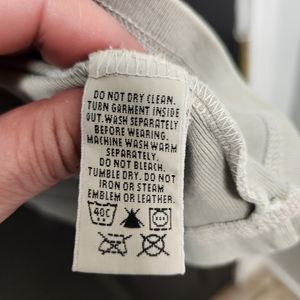 DO NOT DRY CLEAN.
TURN GARMENT INSIDE
OUT. WASH SEPARATELY
BEFORE WEARING.
MACHINE WASH WARM
SEPARATELY.
DO NOT BLEACH.
TUMBLE DRY. DO NOT
IRON OR STEAM
EMBLEM OR LEATHER.
40C